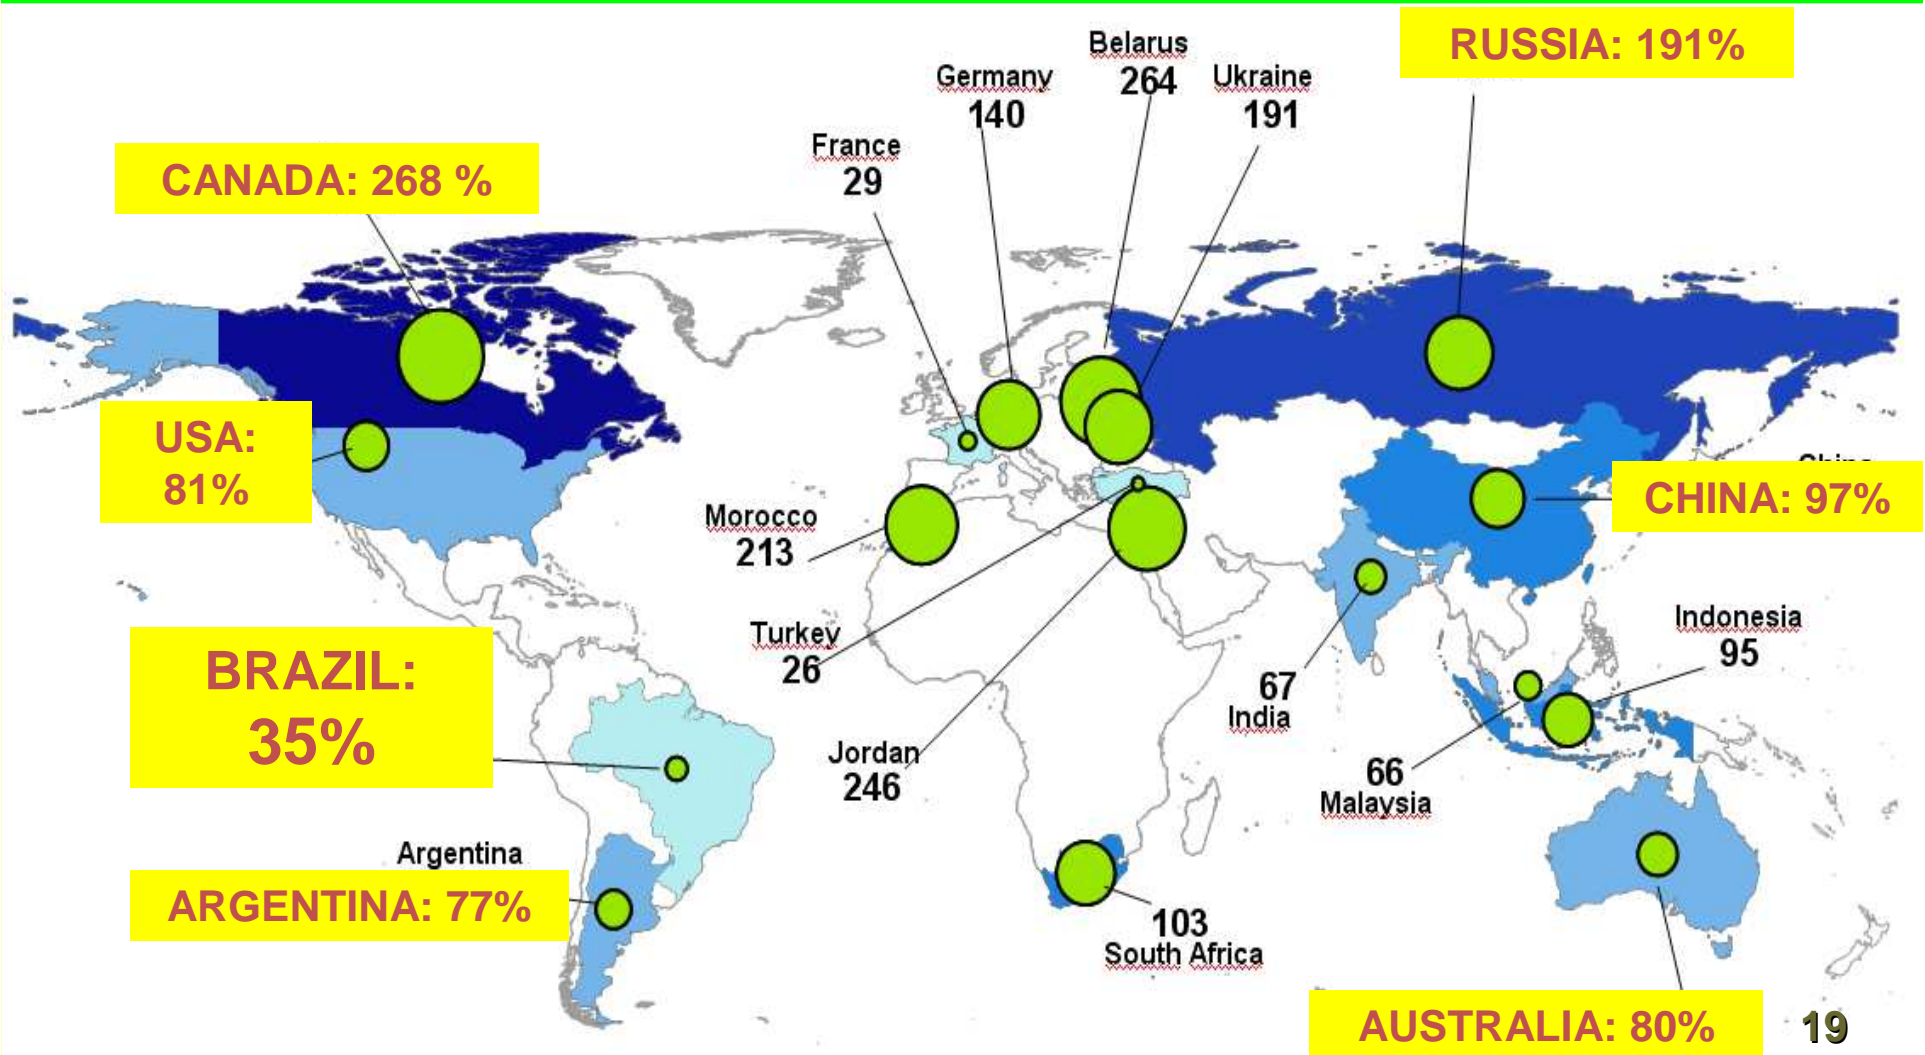 Belarus
264
RUSSIA: 191%
Germany
140
Ukraine
191
France
29
CANADA: 268 %
USA:
81%
China
CHINA: 97%
Morocco
213
Turkey
26
BRAZIL:
35%
Indonesia
95
67
India
Jordan
246
66
Malaysia
Argentina
ARGENTINA: 77%
103
South Africa
AUSTRALIA: 80%
19